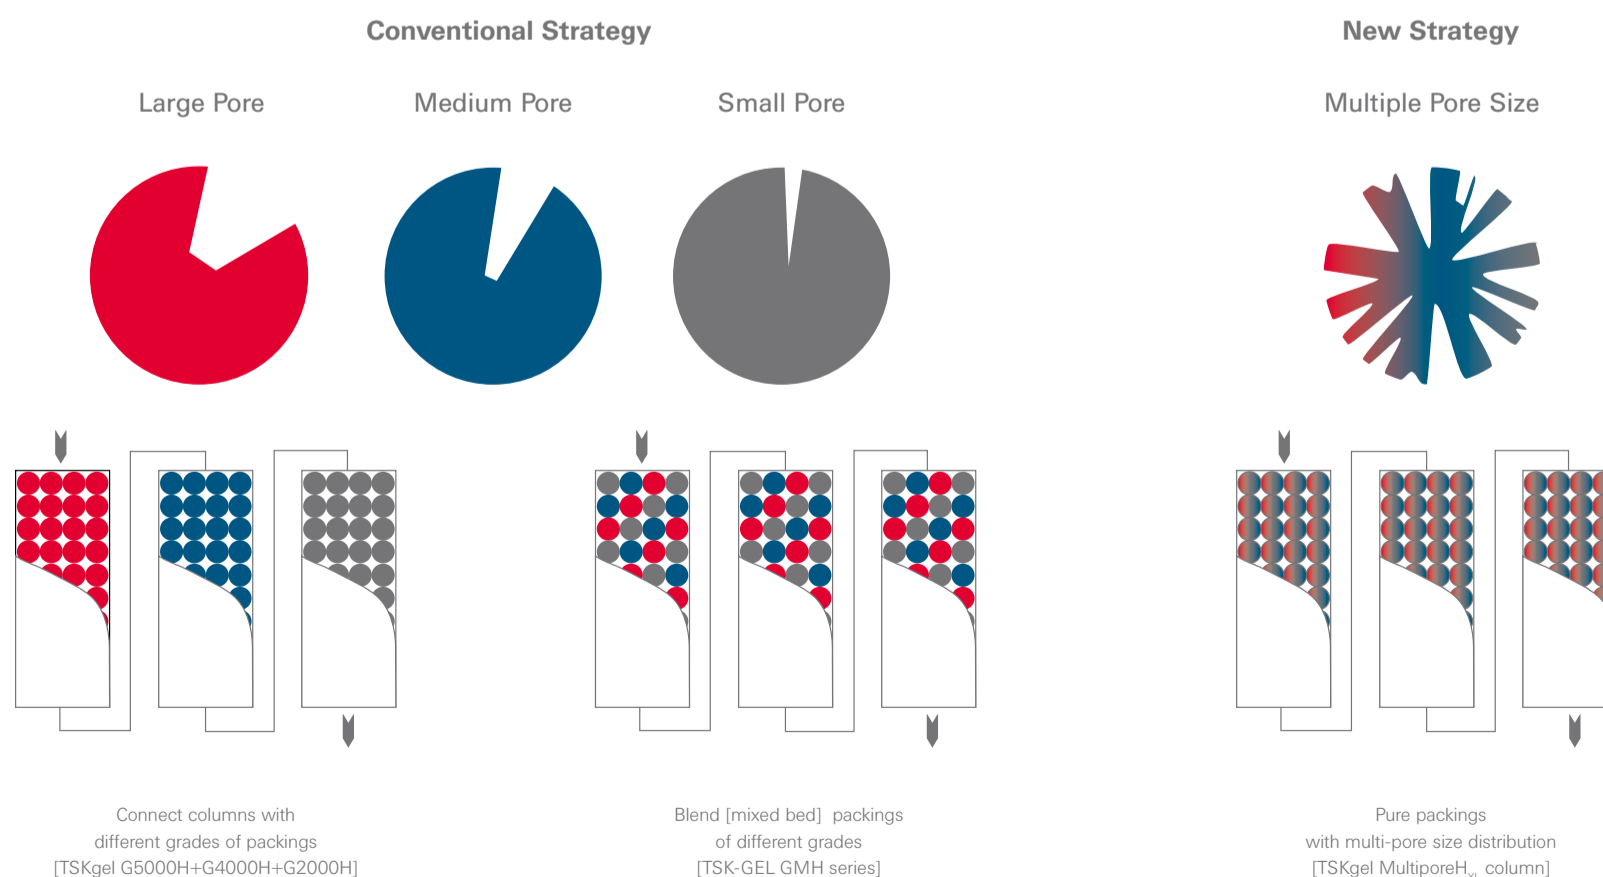 Conventional Strategy
New Strategy
Large Pore
Medium Pore
Small Pore
Multiple Pore Size
Connect columns with
different grades of packings
[TSKgel G5000H+G4000H+G2000H]
Blend [mixed bed] packings
of different grades
[TSK-GEL GMH series]
Pure packings
with multi-pore size distribution
[TSKgel MultiporeHXL column]